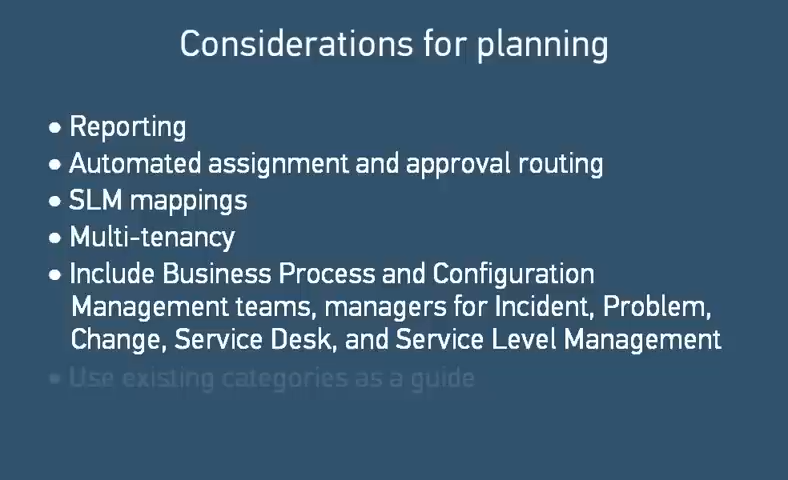 Considerations for planning
• Reporting
• Automated assignment and approval routing
• SLM mappings
• Multi-tenancy
• Include Business Process and Configuration
Management teams, managers for Incident, Problem,
Change, Service Desk, and Service Level Management
• Use existing categories as a guide